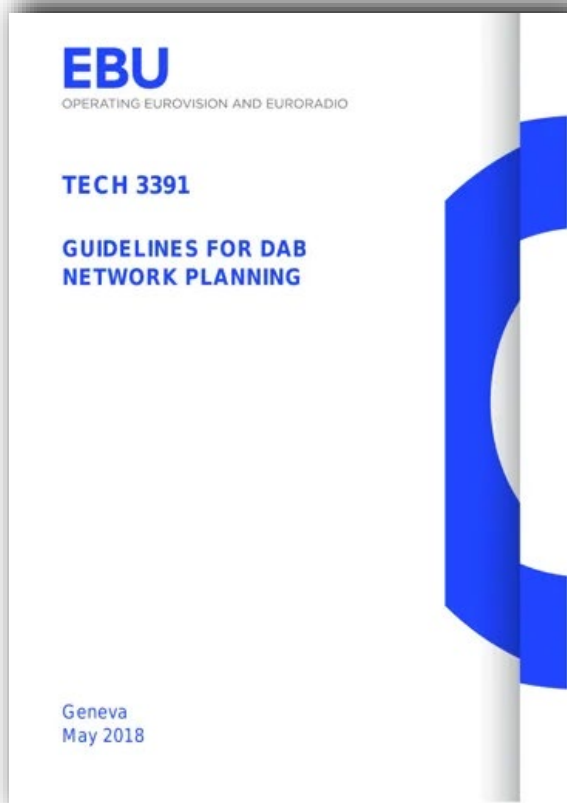 EBU
OPERATING EUROVISION AND EURORADIO
TECH 3391
GUIDELINES FOR DAB
NETWORK PLANNING
Geneva
May 2018